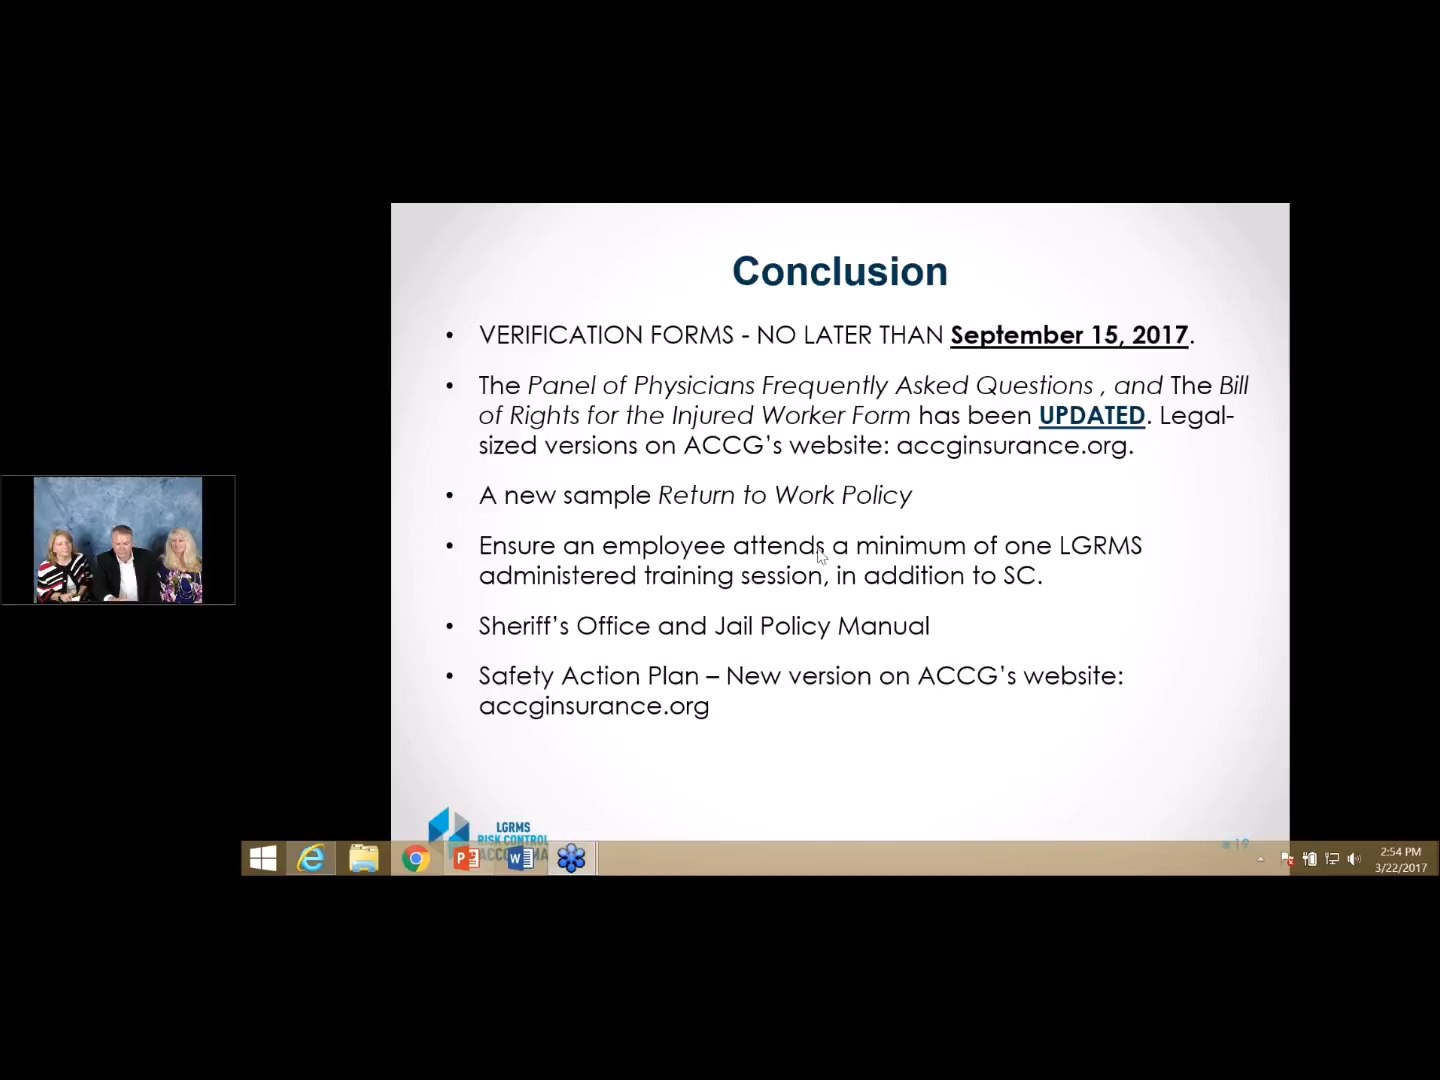 Conclusion
• VERIFICATION FORMS - NO LATER THAN September 15, 2017.
• The Panel of Physicians Frequently Asked Questions , and The Bill
of Rights for the Injured Worker Form has been UPDATED. Legal-
sized versions on ACCG’s website: accginsurance.org.
• A new sample Return to Work Policy
• Ensure an employee attends a minimum of one LGRMS
administered training session, in addition to SC.
• Sheriff’s Office and Jail Policy Manual
• Safety Action Plan – New version on ACCG’s website:
accginsurance.org
LGRMS
RISK CONTROL
19
2:54 PM
3/22/2017